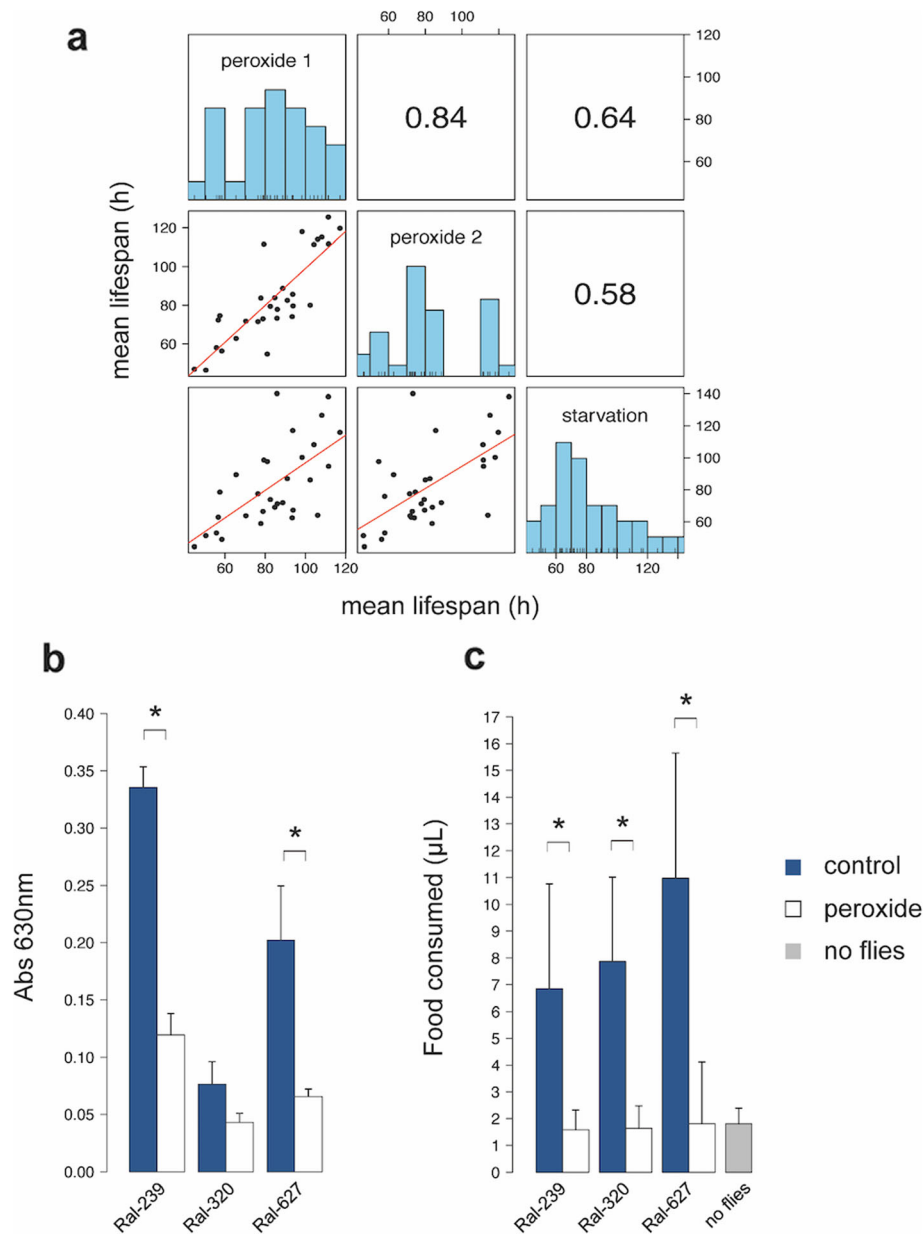 a
60 80 100
peroxide 1
0.84
0.64
120
100
80
60
mean lifespan (h)
120
100
80
60
peroxide 2
0.58
starvation
140
120
100
80
60
60 80 100 120
60 80 120
mean lifespan (h)
b
c
Abs 630nm
0.40
0.35
0.30
0.25
0.20
0.15
0.10
0.05
0.00
*
*
Ral-239
Ral-320
Ral-627
Food consumed (µL)
17
16
15
14
13
12
11
10
9
8
7
6
5
4
3
2
1
0
*
*
*
Ral-239
Ral-320
Ral-627
no flies
control
peroxide
no flies